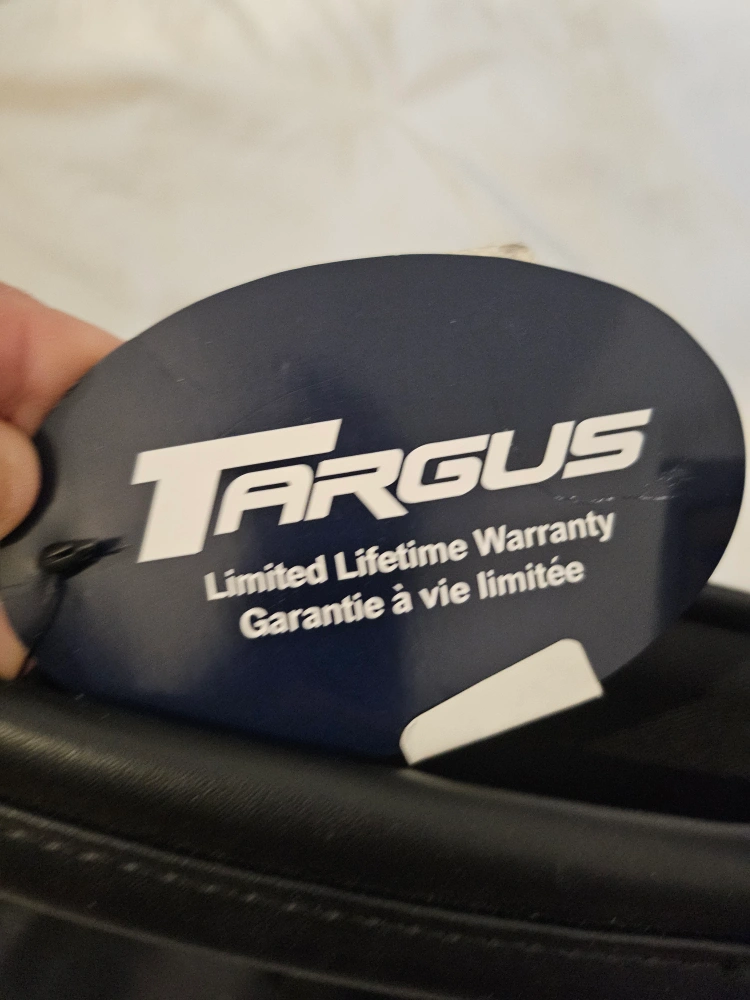 TARGUS
Limited Lifetime Warranty
Garantie à vie limitée